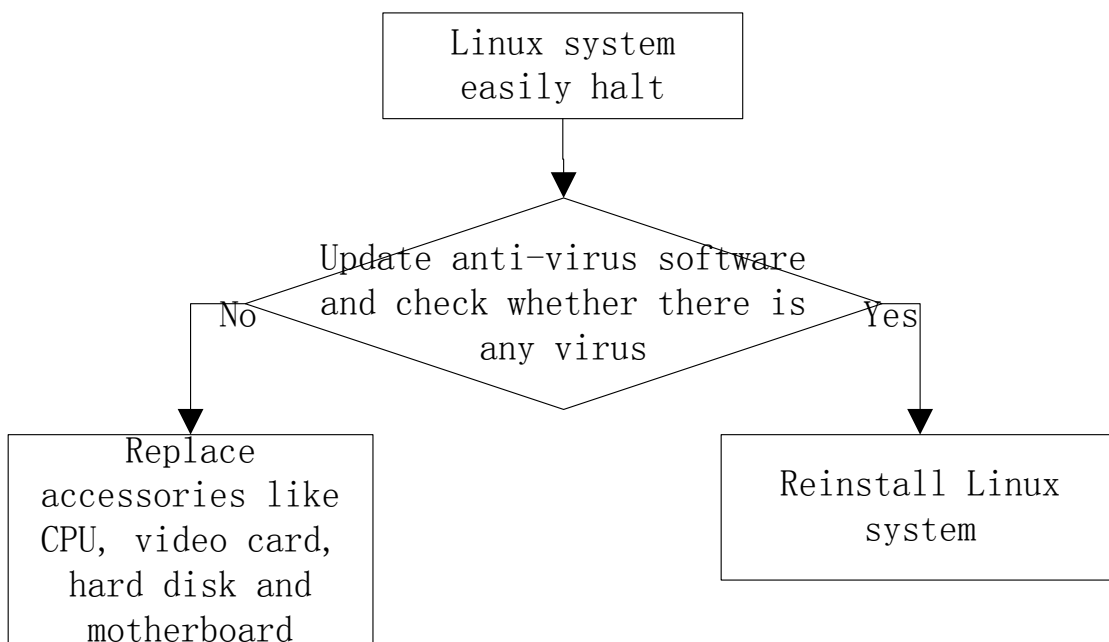 Linux system
easily halt
Update anti-virus software
and check whether there is
any virus
No
Yes
Replace
accessories like
CPU, video card,
hard disk and
motherboard
Reinstall Linux
system